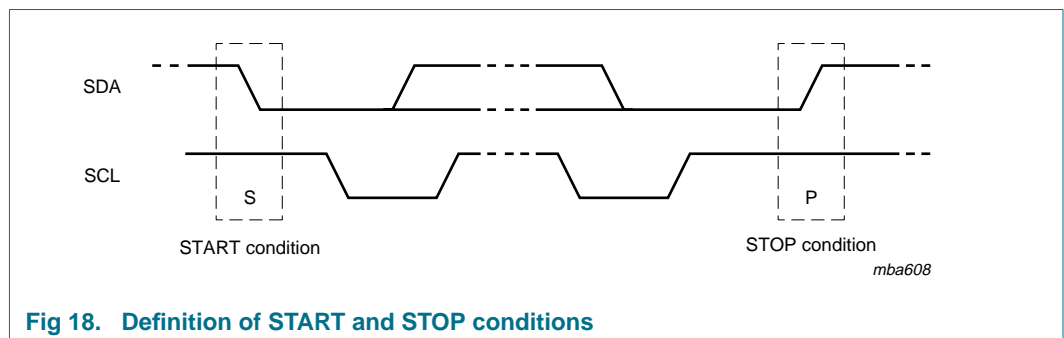 SDA
SCL
S
P
START condition
STOP condition
mba608
Fig 18. Definition of START and STOP conditions